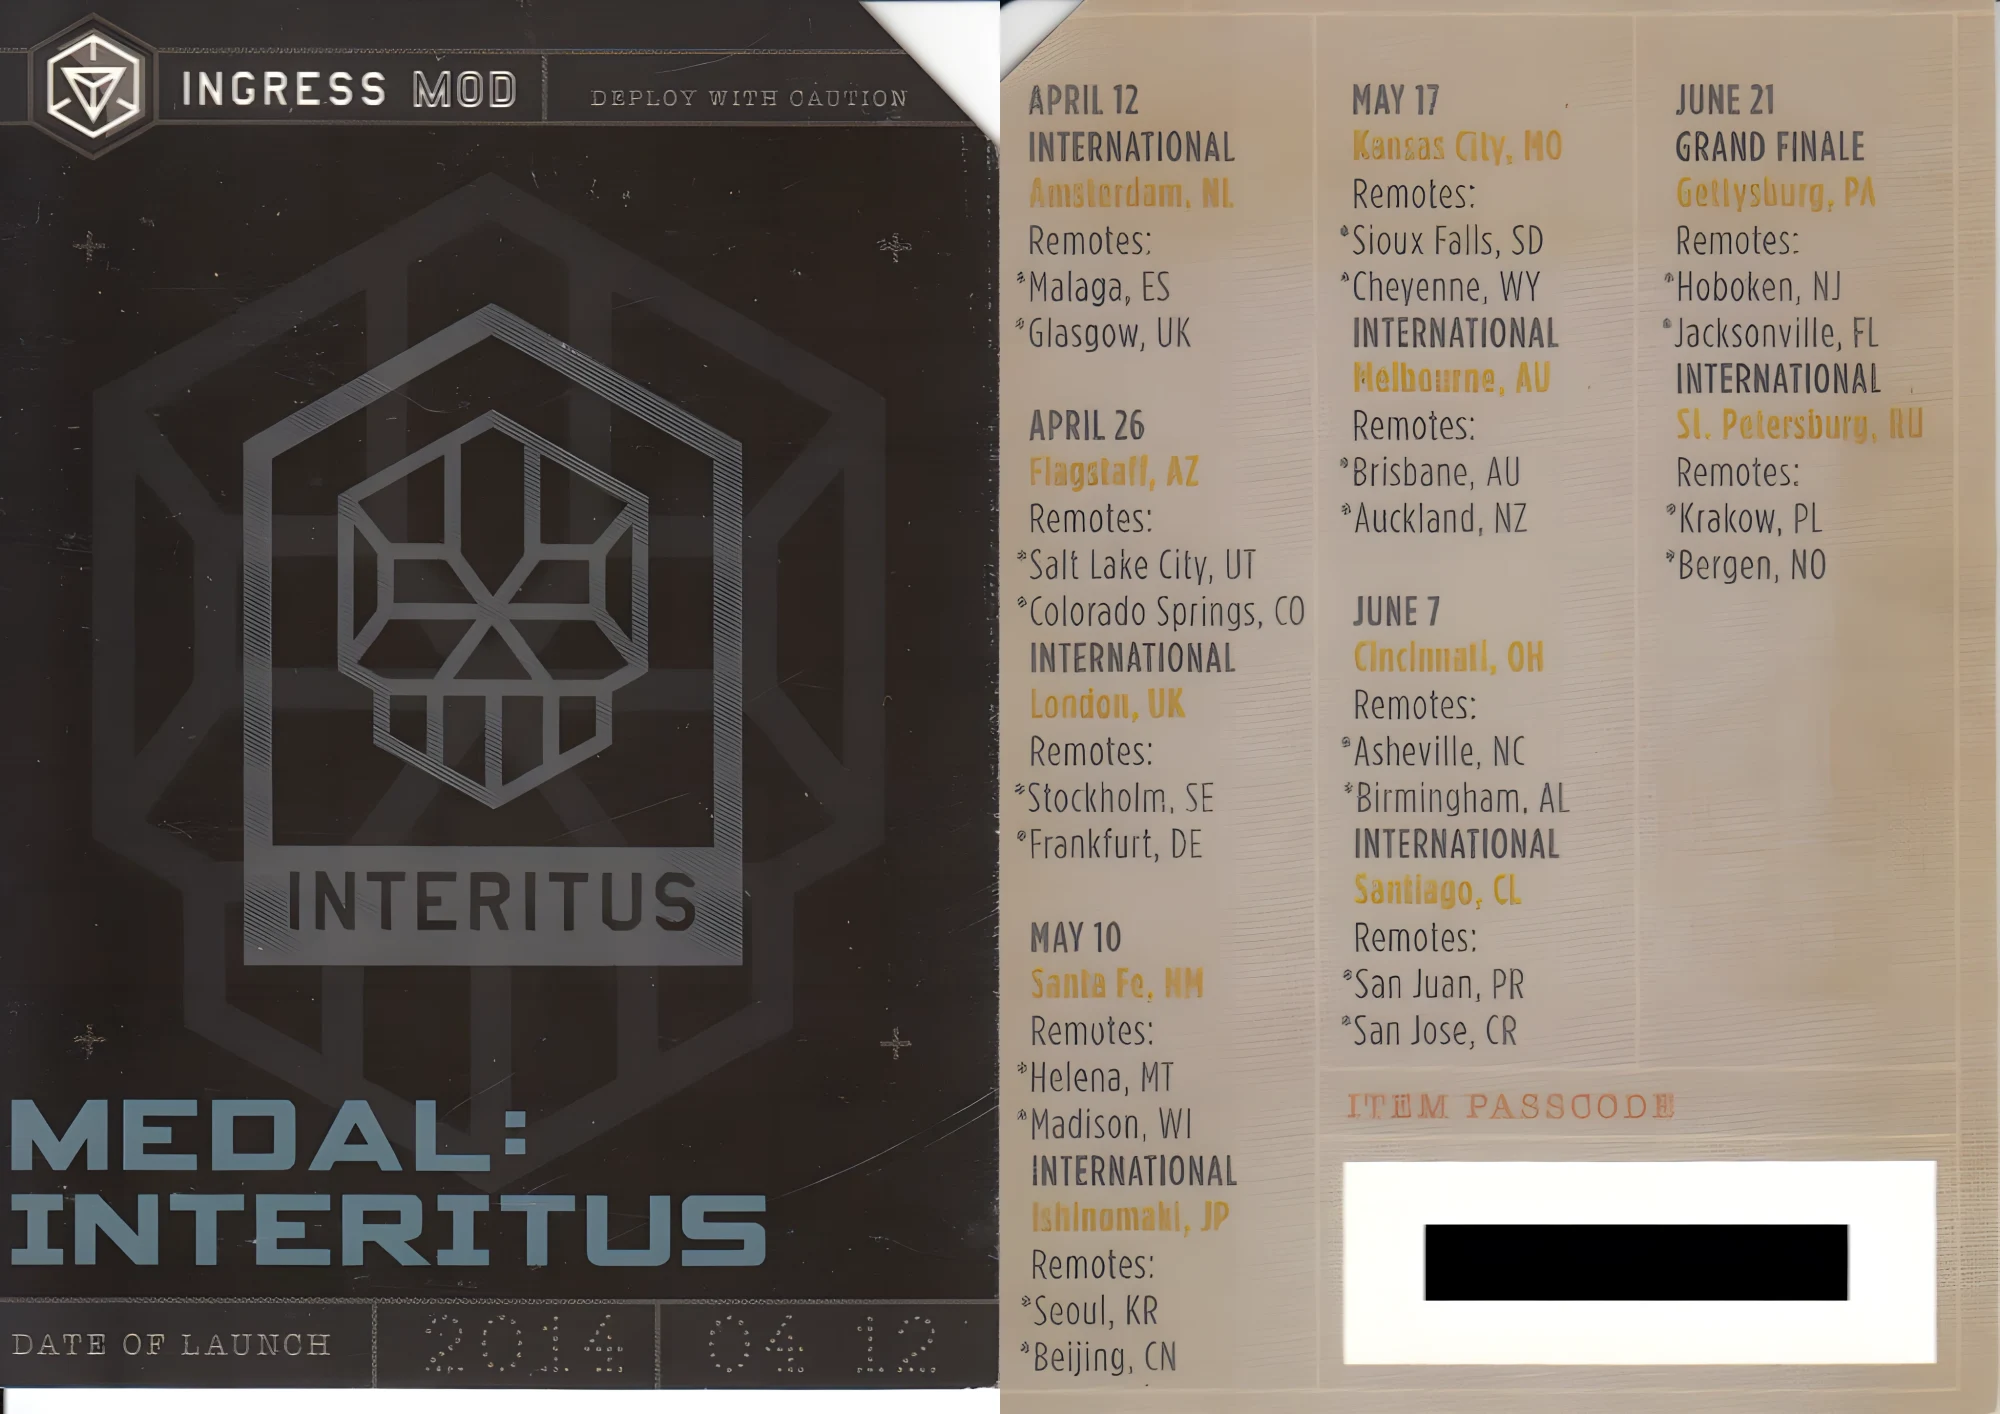 INGRESS MOD
DEPLOY WITH CAUTION
INTERITUS
MEDAL:
INTERITUS
DATE OF LAUNCH
2014
04 12
APRIL 12
INTERNATIONAL
Amsterdam, NL
Remotes:
*Malaga, ES
*Glasgow, UK
APRIL 26
Flagstaff, AZ
Remotes:
*Salt Lake City, UT
*Colorado Springs, CO
INTERNATIONAL
London, UK
Remotes:
*Stockholm, SE
*Frankfurt, DE
MAY 10
Santa Fe, NM
Remotes:
*Helena, MT
*Madison, WI
INTERNATIONAL
Ishinomaki, JP
Remotes:
*Seoul, KR
*Beijing, CN
MAY 17
Kansas City, MO
Remotes:
*Sioux Falls, SD
*Cheyenne, WY
INTERNATIONAL
Melbourne, AU
Remotes:
*Brisbane, AU
*Auckland, NZ
JUNE 7
Cincinnati, OH
Remotes:
*Asheville, NC
*Birmingham, AL
INTERNATIONAL
Santiago, CL
Remotes:
*San Juan, PR
*San Jose, CR
JUNE 21
GRAND FINALE
Gettysburg, PA
Remotes:
*Hoboken, NJ
*Jacksonville, FL
INTERNATIONAL
St. Petersburg, RU
Remotes:
*Krakow, PL
*Bergen, NO
ITEM PASSCODE